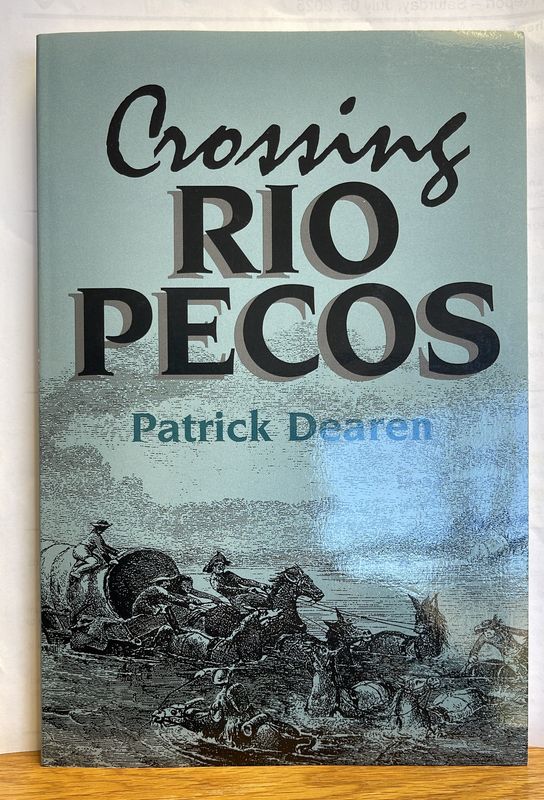 Crossing
RIO
PECOS
Patrick Dearen